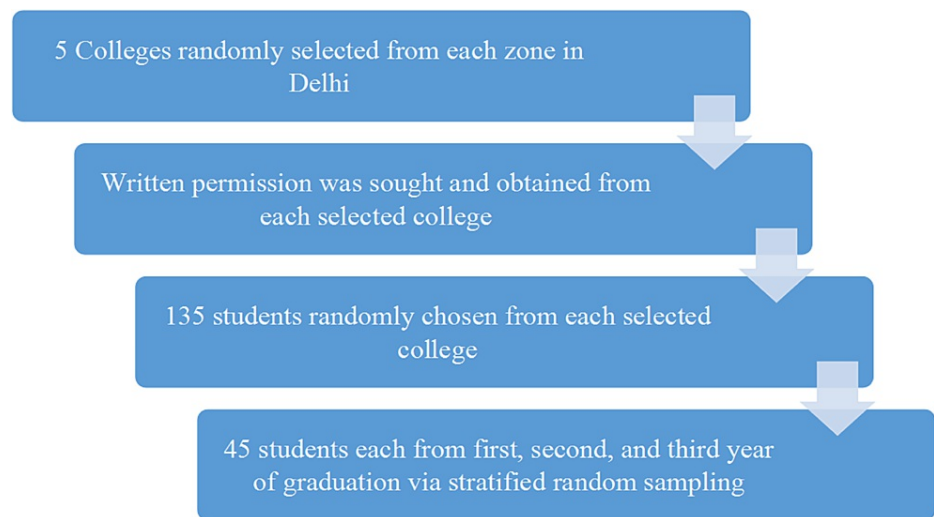 5 Colleges randomly selected from each zone in
Delhi
Written permission was sought and obtained from
each selected college
135 students randomly chosen from each selected
college
45 students each from first, second, and third year
of graduation via stratified random sampling